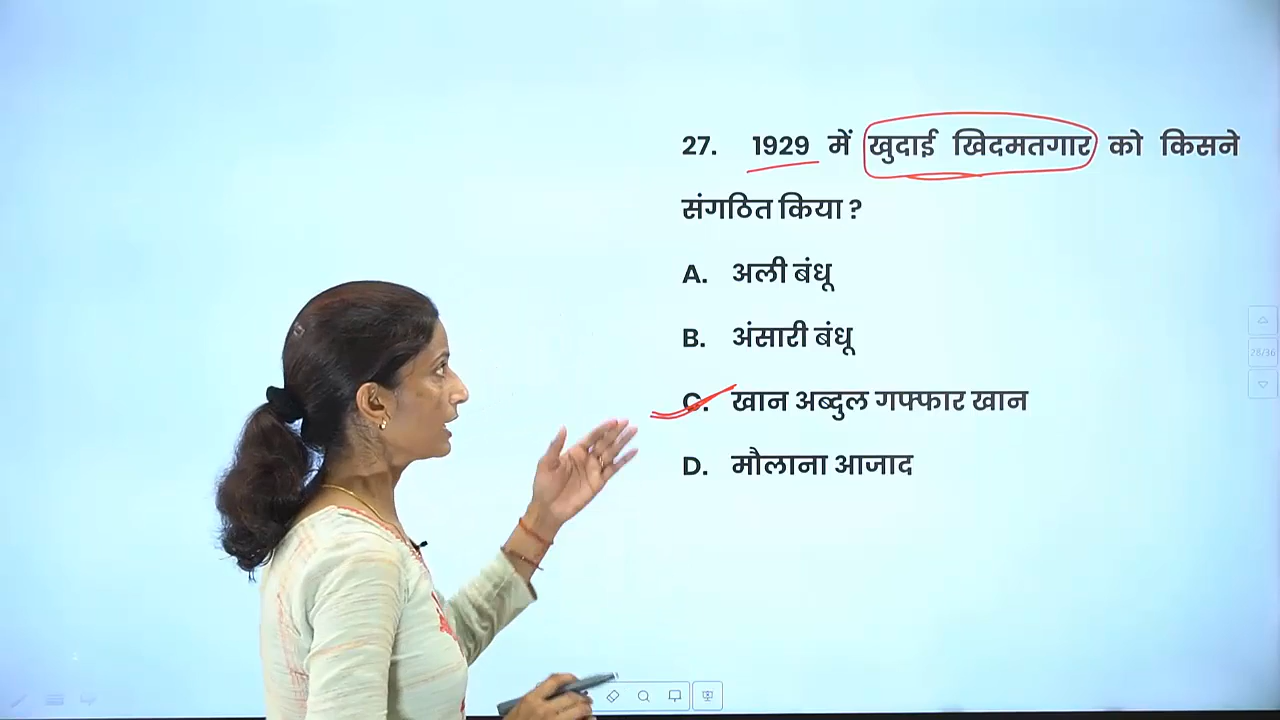 27. 1929 में खुदाई खिदमतगार को किसने
संगठित किया ?
A. अली बंधू
B. अंसारी बंधू
C. खान अब्दुल गफ्फार खान
D. मौलाना आजाद
28/36